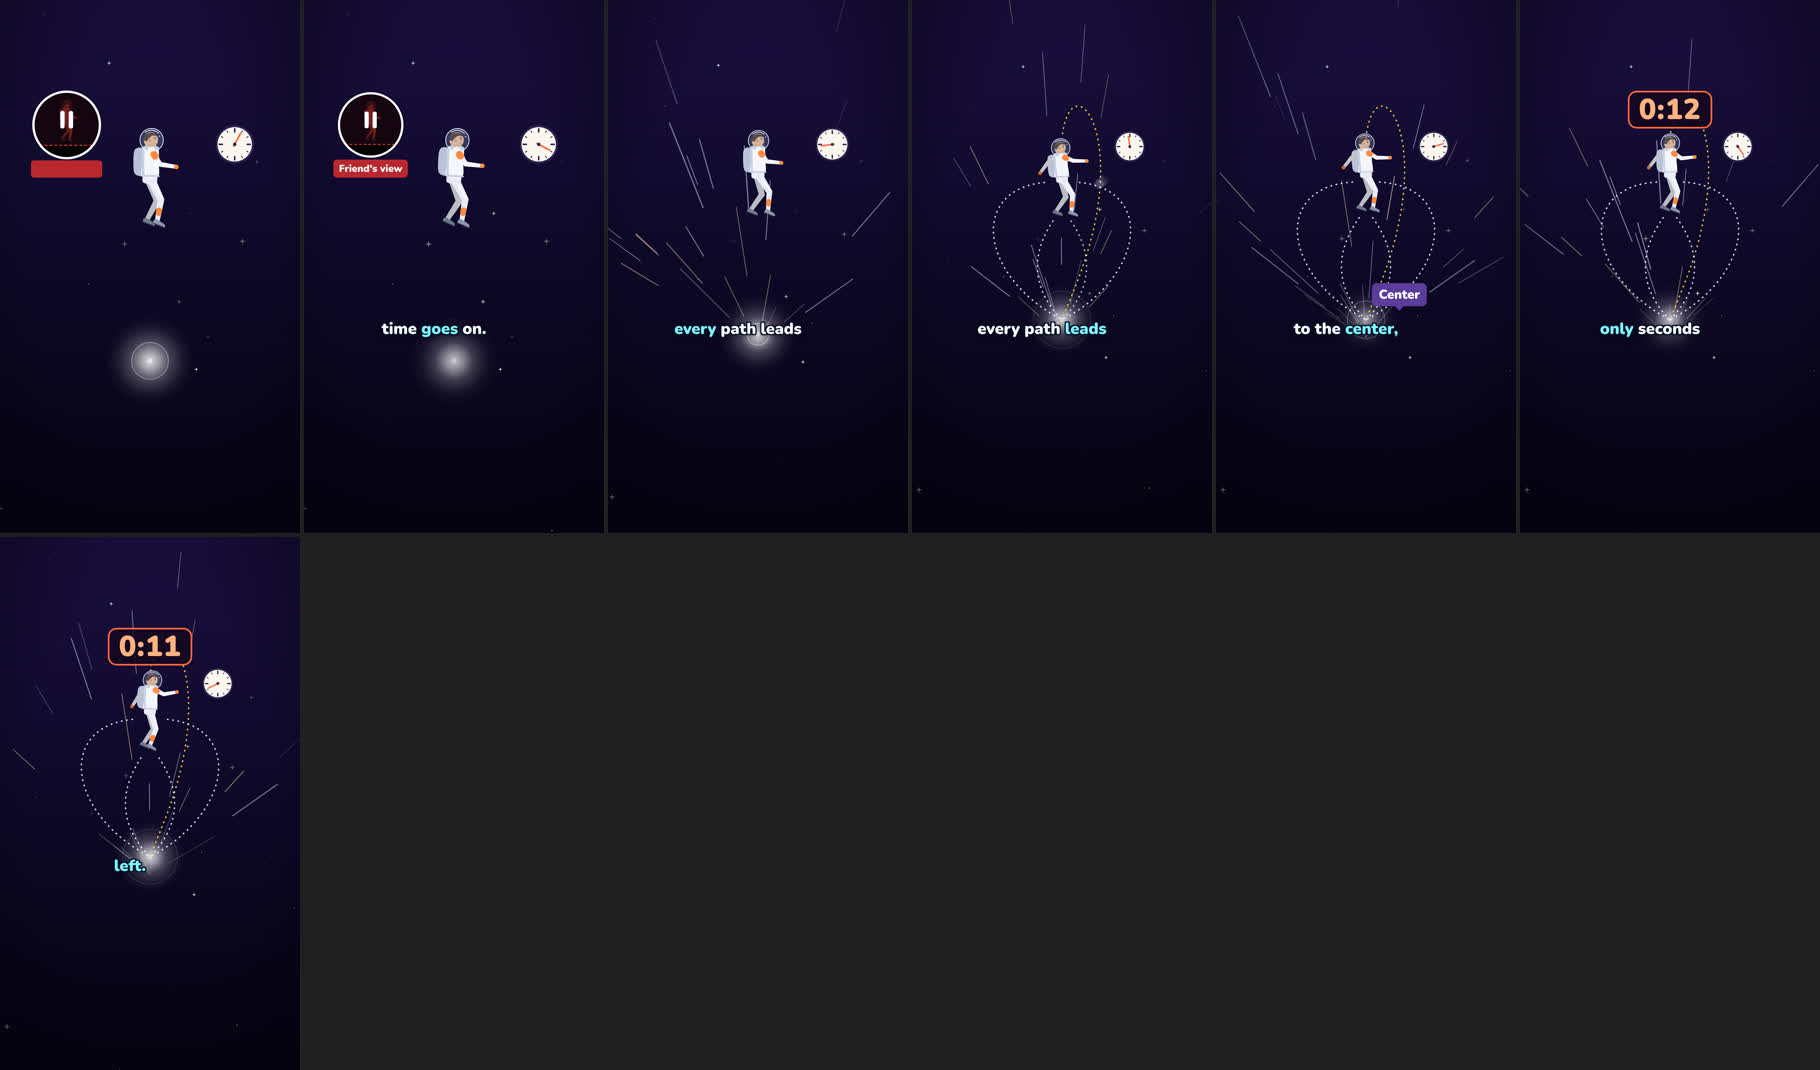 Friend's view
time goes on.
every path leads
every path leads
Center
to the center,
0:12
only seconds
0:11
left.